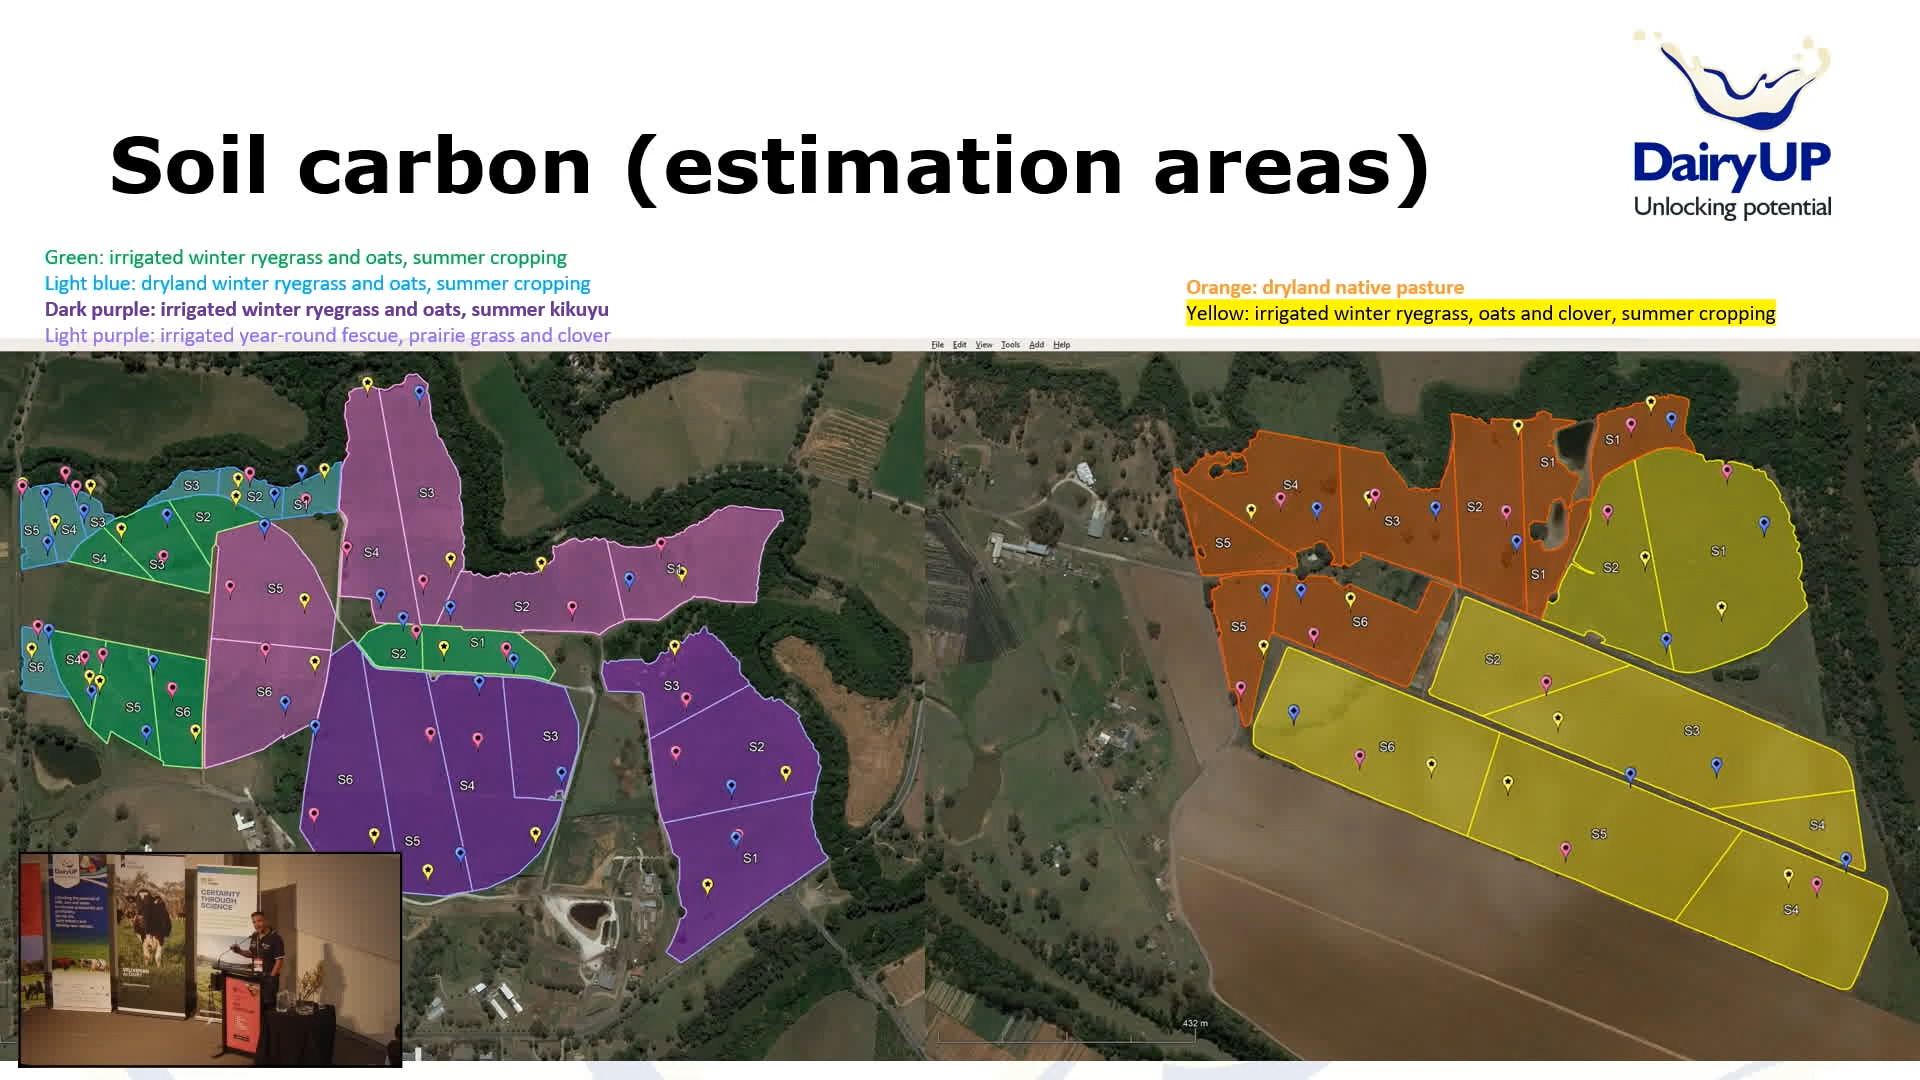 Soil carbon (estimation areas)
DairyUP
Unlocking potential
Green: irrigated winter ryegrass and oats, summer cropping
Light blue: dryland winter ryegrass and oats, summer cropping
Dark purple: irrigated winter ryegrass and oats, summer kikuyu
Light purple: irrigated year-round fescue, prairie grass and clover
Orange: dryland native pasture
Yellow: irrigated winter ryegrass, oats and clover, summer cropping
File Edit View Tools Add Help
S3
S2
S1
S5
S4
S3
S2
S4
S3
S6
S4
S5
S6
S5
S6
S3
S4
S2
S1
S2
S1
S6
S5
S4
S3
S3
S2
S1
S4
S5
S3
S2
S1
S1
S1
S5
S6
S2
S1
S2
S3
S4
S6
S5
S4
432 m
DairyUP
CERTAINTY
THROUGH
SCIENCE